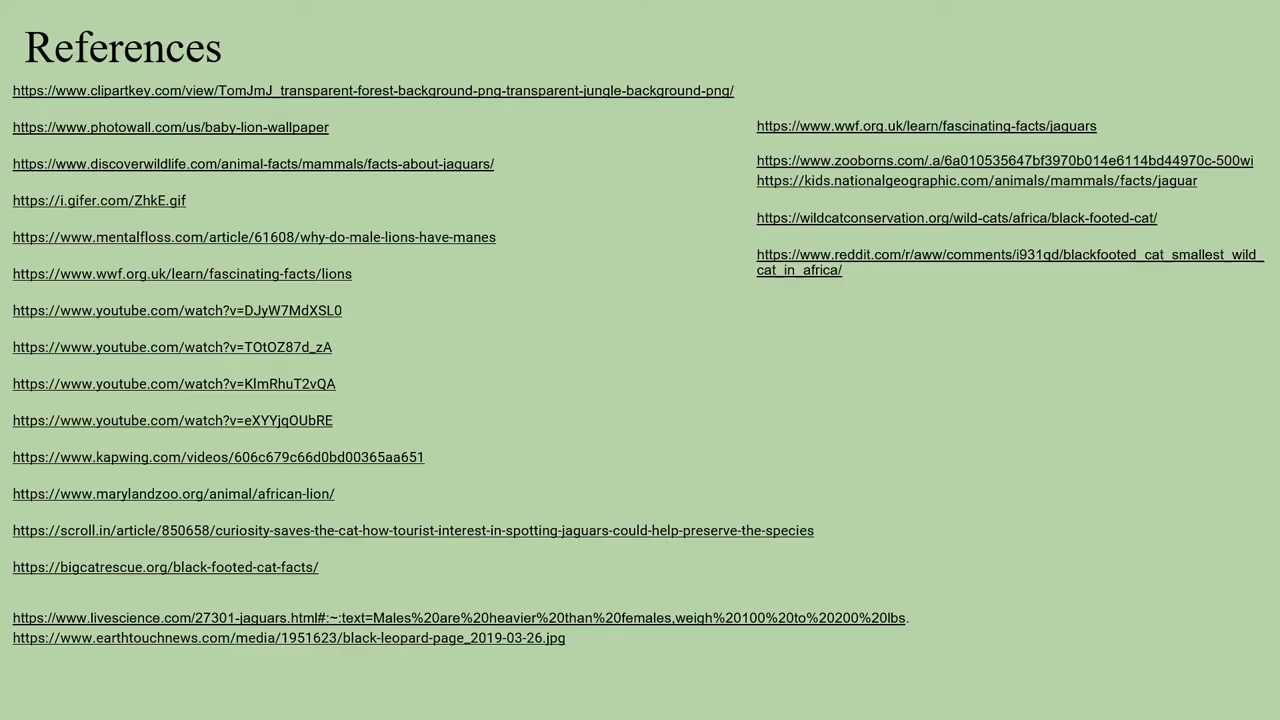 References
https://www.clipartkey.com/view/TomJmJ_transparent-forest-background-png-transparent-jungle-background-png/
https://www.photowall.com/us/baby-lion-wallpaper
https://www.discoverwildlife.com/animal-facts/mammals/facts-about-jaguars/
https://i.gifer.com/ZhkE.gif
https://www.mentalfloss.com/article/61608/why-do-male-lions-have-manes
https://www.wwf.org.uk/learn/fascinating-facts/lions
https://www.youtube.com/watch?v=DJyW7MdXSL0
https://www.youtube.com/watch?v=TOtOZ87d_zA
https://www.youtube.com/watch?v=KlmRhuT2vQA
https://www.youtube.com/watch?v=eXYYjqOUbRE
https://www.kapwing.com/videos/606c679c66d0bd00365aa651
https://www.marylandzoo.org/animal/african-lion/
https://scroll.in/article/850658/curiosity-saves-the-cat-how-tourist-interest-in-spotting-jaguars-could-help-preserve-the-species
https://bigcatrescue.org/black-footed-cat-facts/
https://www.livescience.com/27301-jaguars.html#:~:text=Males%20are%20heavier%20than%20females,weigh%20100%20to%20200%20lbs.
https://www.earthtouchnews.com/media/1951623/black-leopard-page_2019-03-26.jpg
https://www.wwf.org.uk/learn/fascinating-facts/jaguars
https://www.zooborns.com/.a/6a010535647bf3970b014e6114bd44970c-500wi
https://kids.nationalgeographic.com/animals/mammals/facts/jaguar
https://wildcatconservation.org/wild-cats/africa/black-footed-cat/
https://www.reddit.com/r/aww/comments/i931qd/blackfooted_cat_smallest_wild_
cat_in_africa/